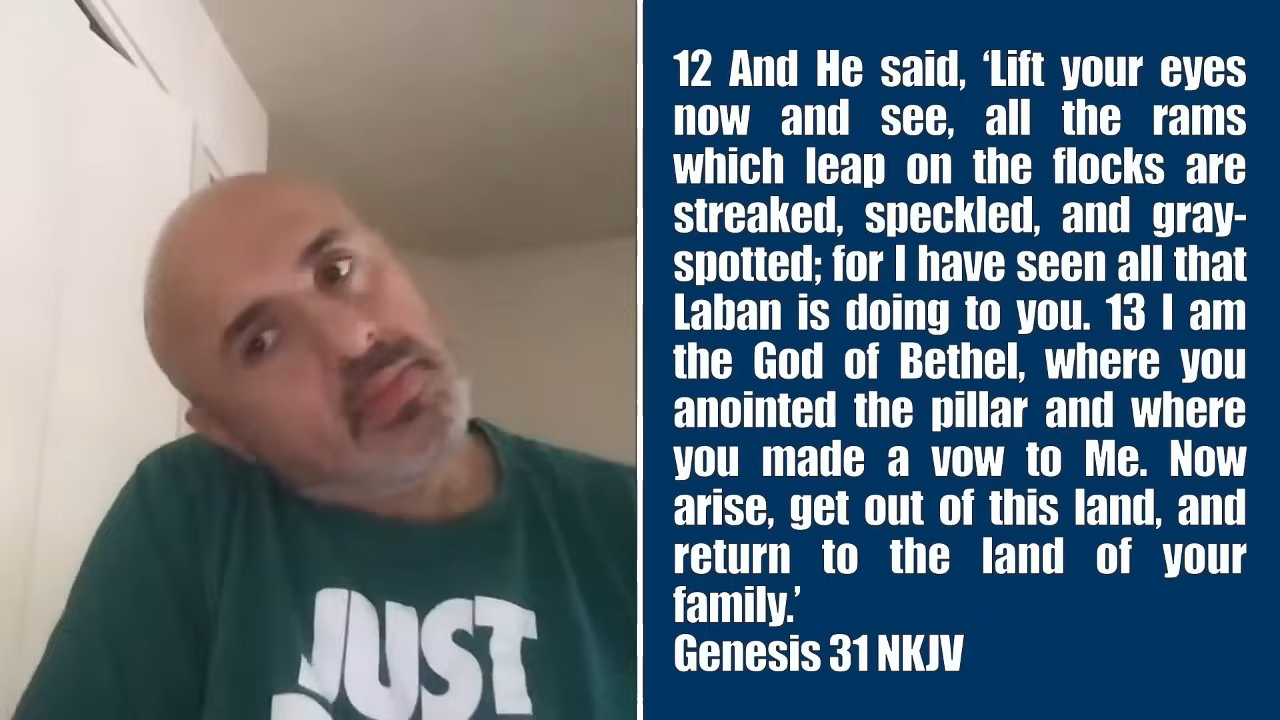 JUST
12 And He said, ‘Lift your eyes
now and see, all the rams
which leap on the flocks are
streaked, speckled, and gray-
spotted; for I have seen all that
Laban is doing to you. 13 I am
the God of Bethel, where you
anointed the pillar and where
you made a vow to Me. Now
arise, get out of this land, and
return to the land of your
family.’
Genesis 31 NKJV